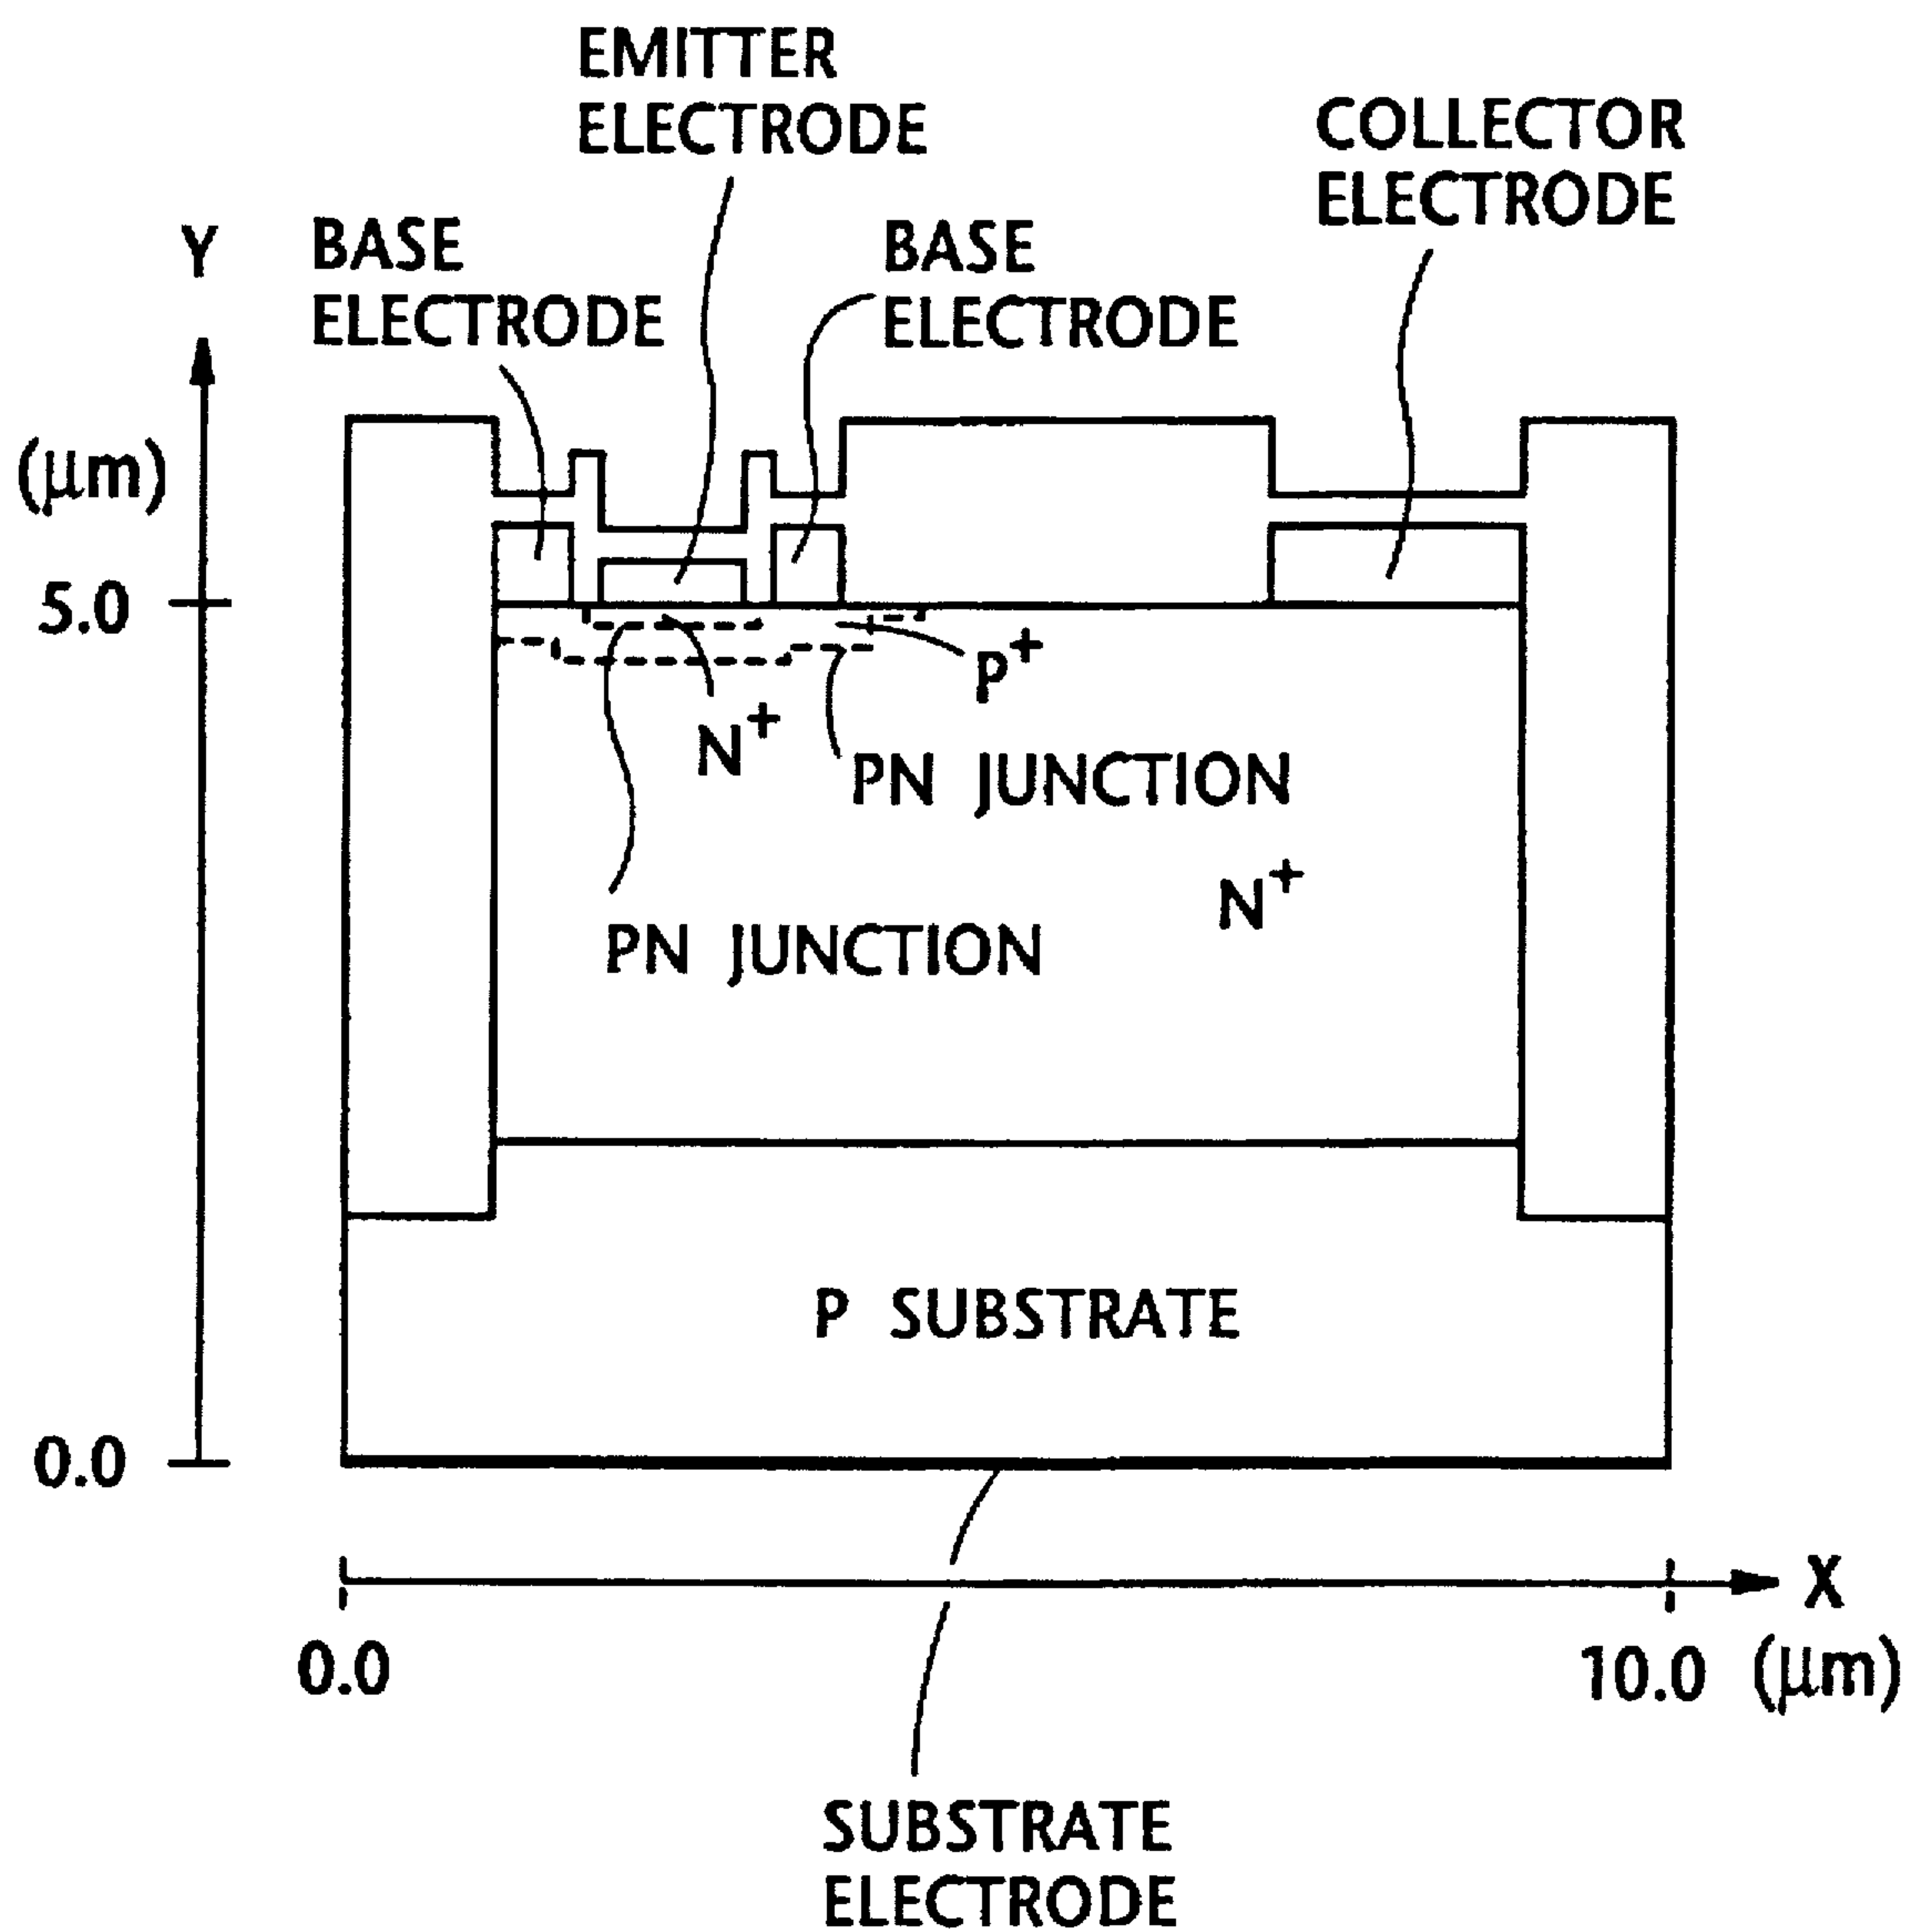 EMITTER
ELECTRODE
COLLECTOR
ELECTRODE
BASE
ELECTRODE
BASE
ELECTRODE
Y
(μm)
5.0
P+
N+
PN JUNCTION
N+
PN JUNCTION
P SUBSTRATE
0.0
X
0.0
10.0 (μm)
SUBSTRATE
ELECTRODE